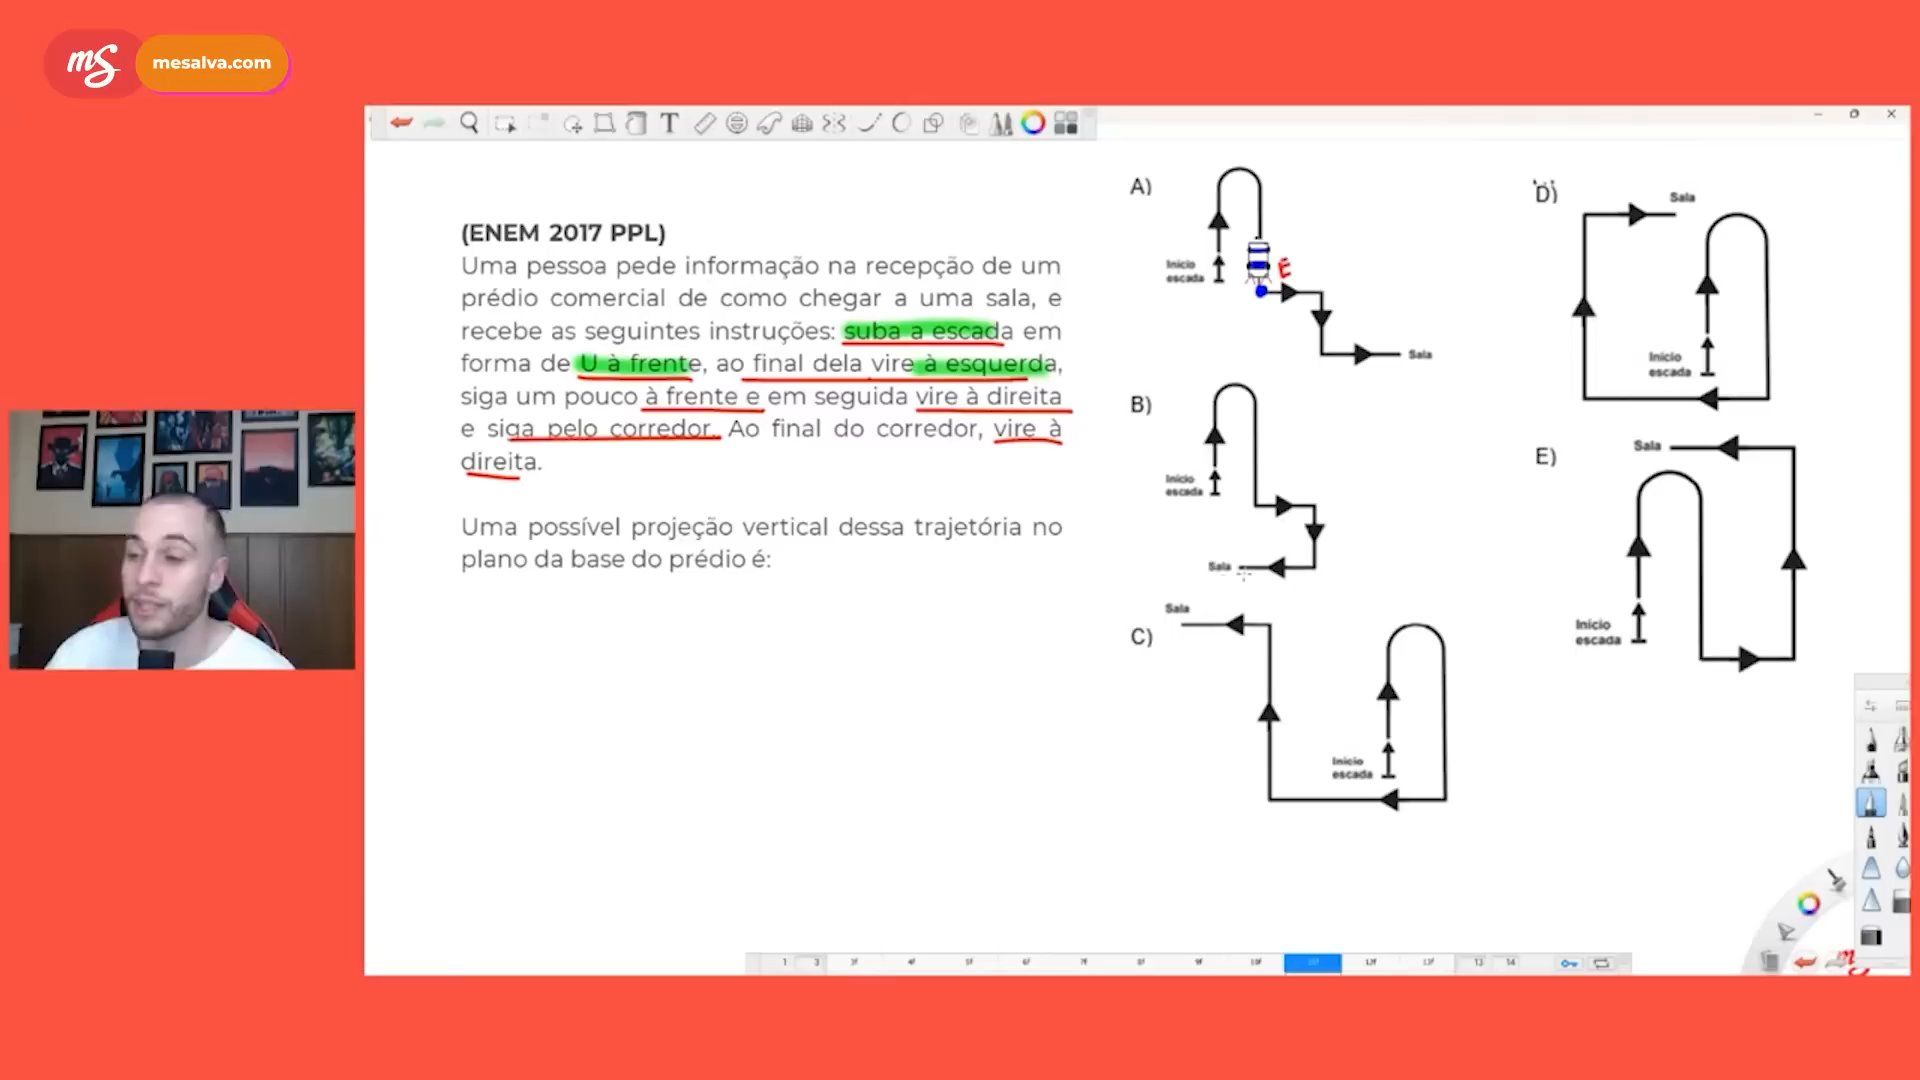 mS mesalva.com
(ENEM 2017 PPL)
Uma pessoa pede informação na recepção de um
prédio comercial de como chegar a uma sala, e
recebe as seguintes instruções: suba a escada em
forma de U à frente, ao final dela vire à esquerda,
siga um pouco à frente e em seguida vire à direita
e siga pelo corredor. Ao final do corredor, vire à
direita.
Uma possível projeção vertical dessa trajetória no
plano da base do prédio é:
A)
Início
escada
E
Sala
B)
Início
escada
Sala
C)
Sala
Início
escada
D)
Sala
Início
escada
E)
Sala
Início
escada